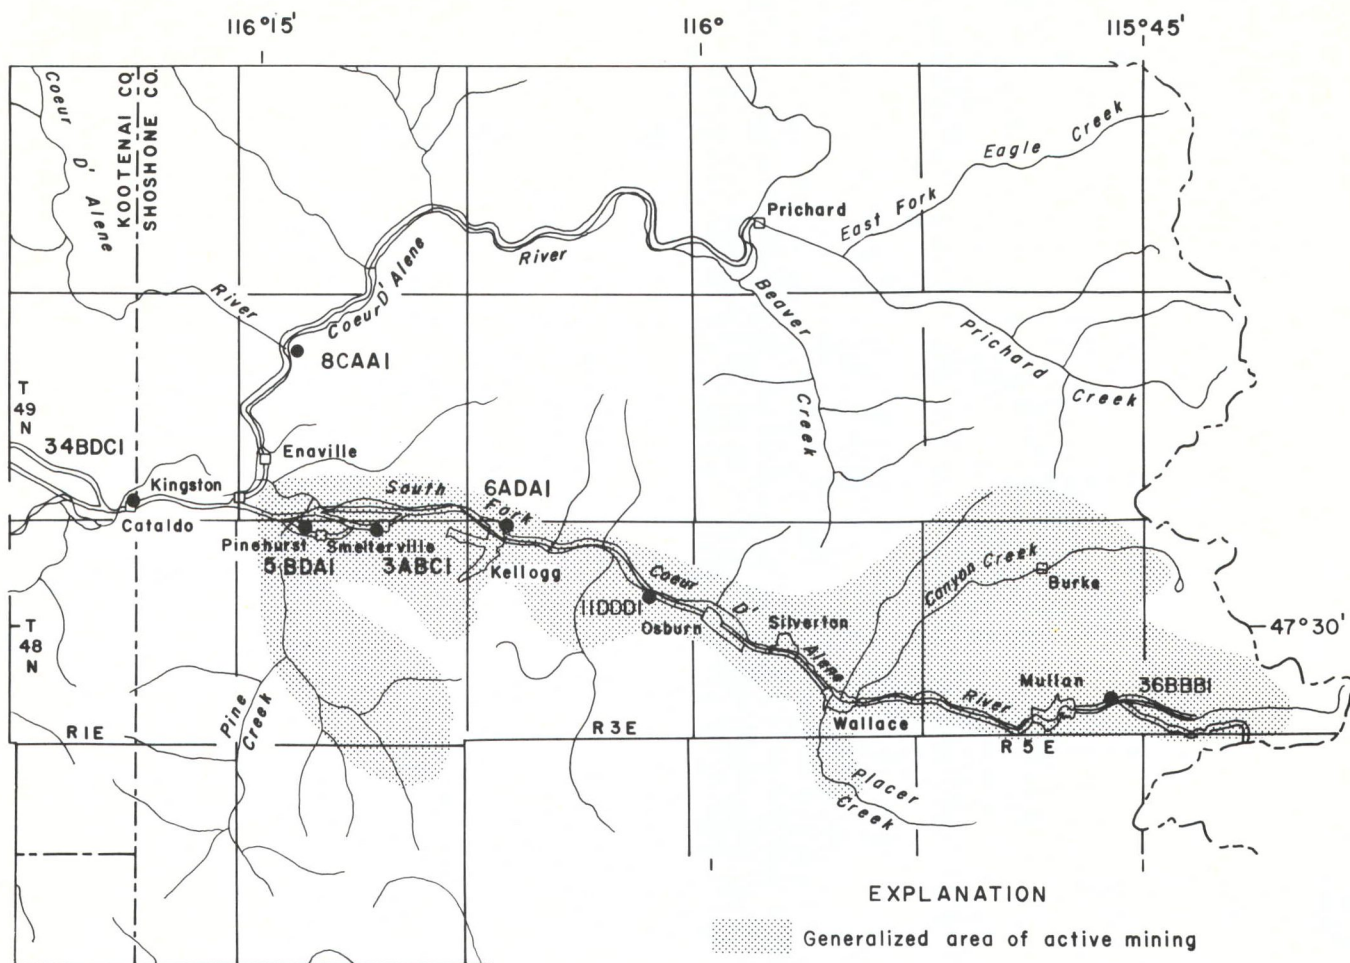 116°15'
116°
115°45'
KOOTENAI CO.
SHOSHONE CO.
Coeur D' Alene
River
Coeur D' Alene
River
Prichard
East Fork
Eagle Creek
Beaver
Creek
Prichard
Creek
8CAA1
T
49
N
34BDC1
Enaville
Kingston
Cataldo
South
Fork
6ADA1
Pinehurst
Smelterville
5BDA1
3ABC1
Kellogg
Coeur
D'
Alene
River
11DDD1
Osburn
Silverton
Canyon Creek
Burke
47°30'
T
48
N
Mullan
36BBB1
Wallace
Pine
Creek
R1E
R3E
R5E
Placer
Creek
EXPLANATION
Generalized area of active mining